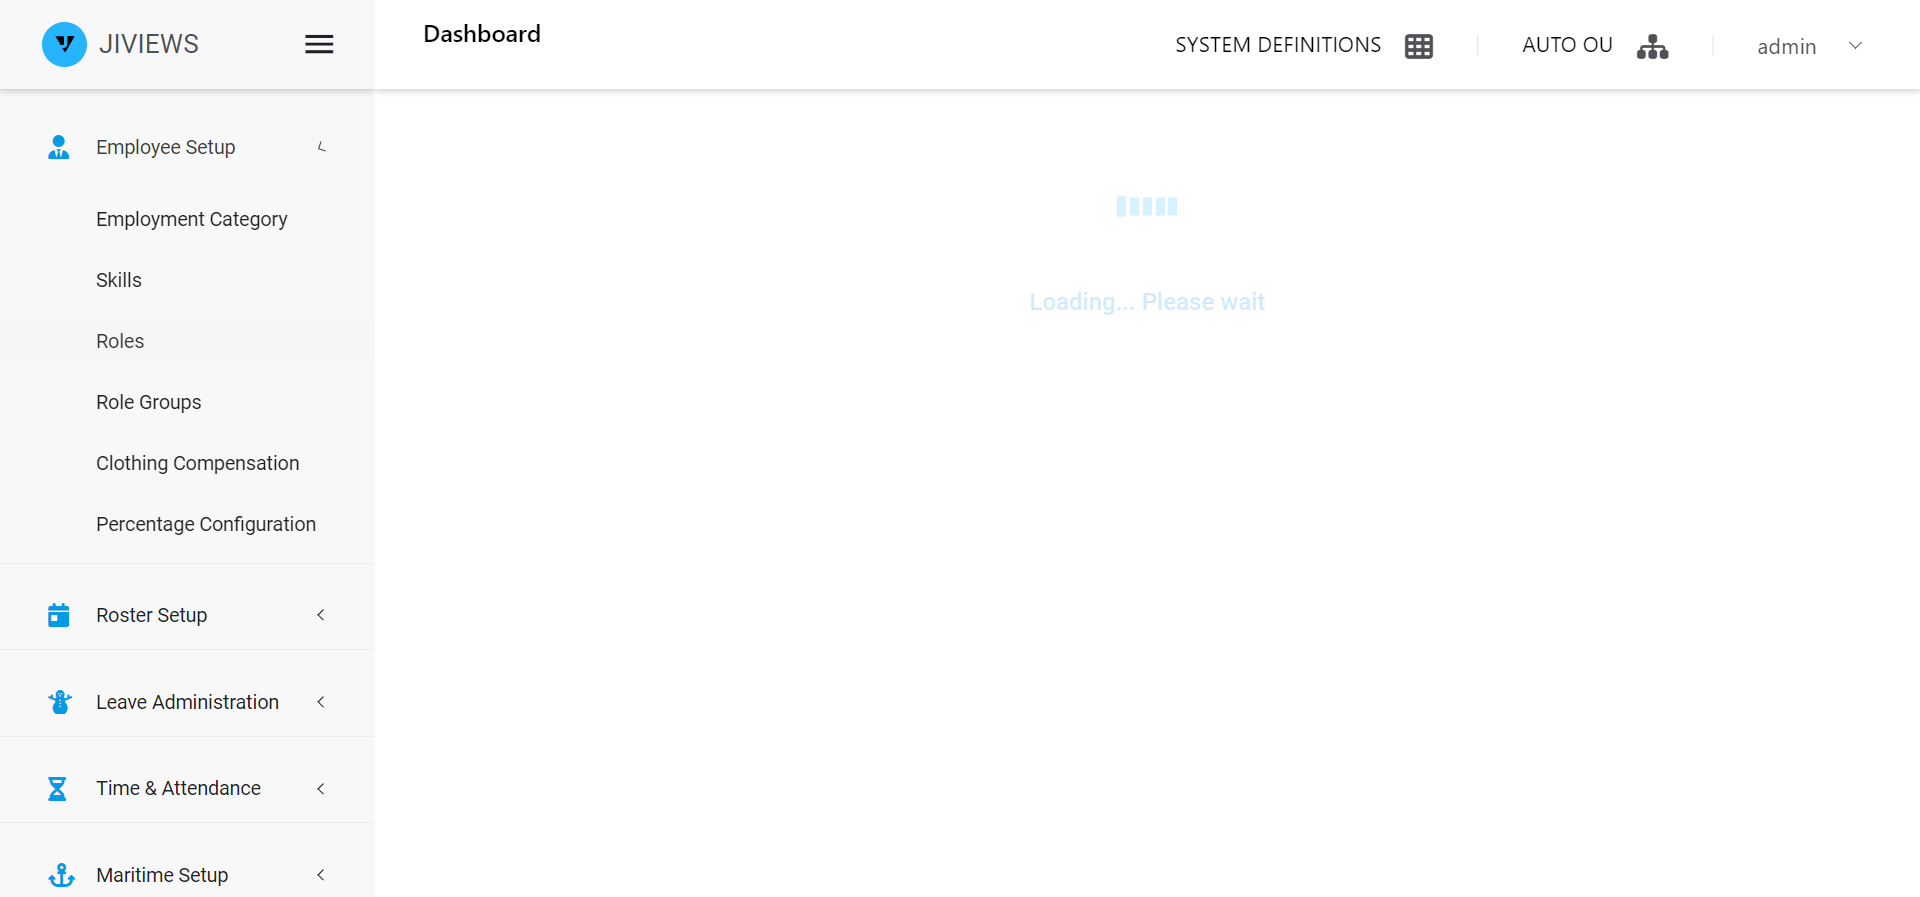 JIVIEWS
Dashboard
SYSTEM DEFINITIONS
AUTO OU
admin
Employee Setup
Employment Category
Skills
Roles
Role Groups
Clothing Compensation
Percentage Configuration
Roster Setup
Leave Administration
Time & Attendance
Maritime Setup
Loading... Please wait